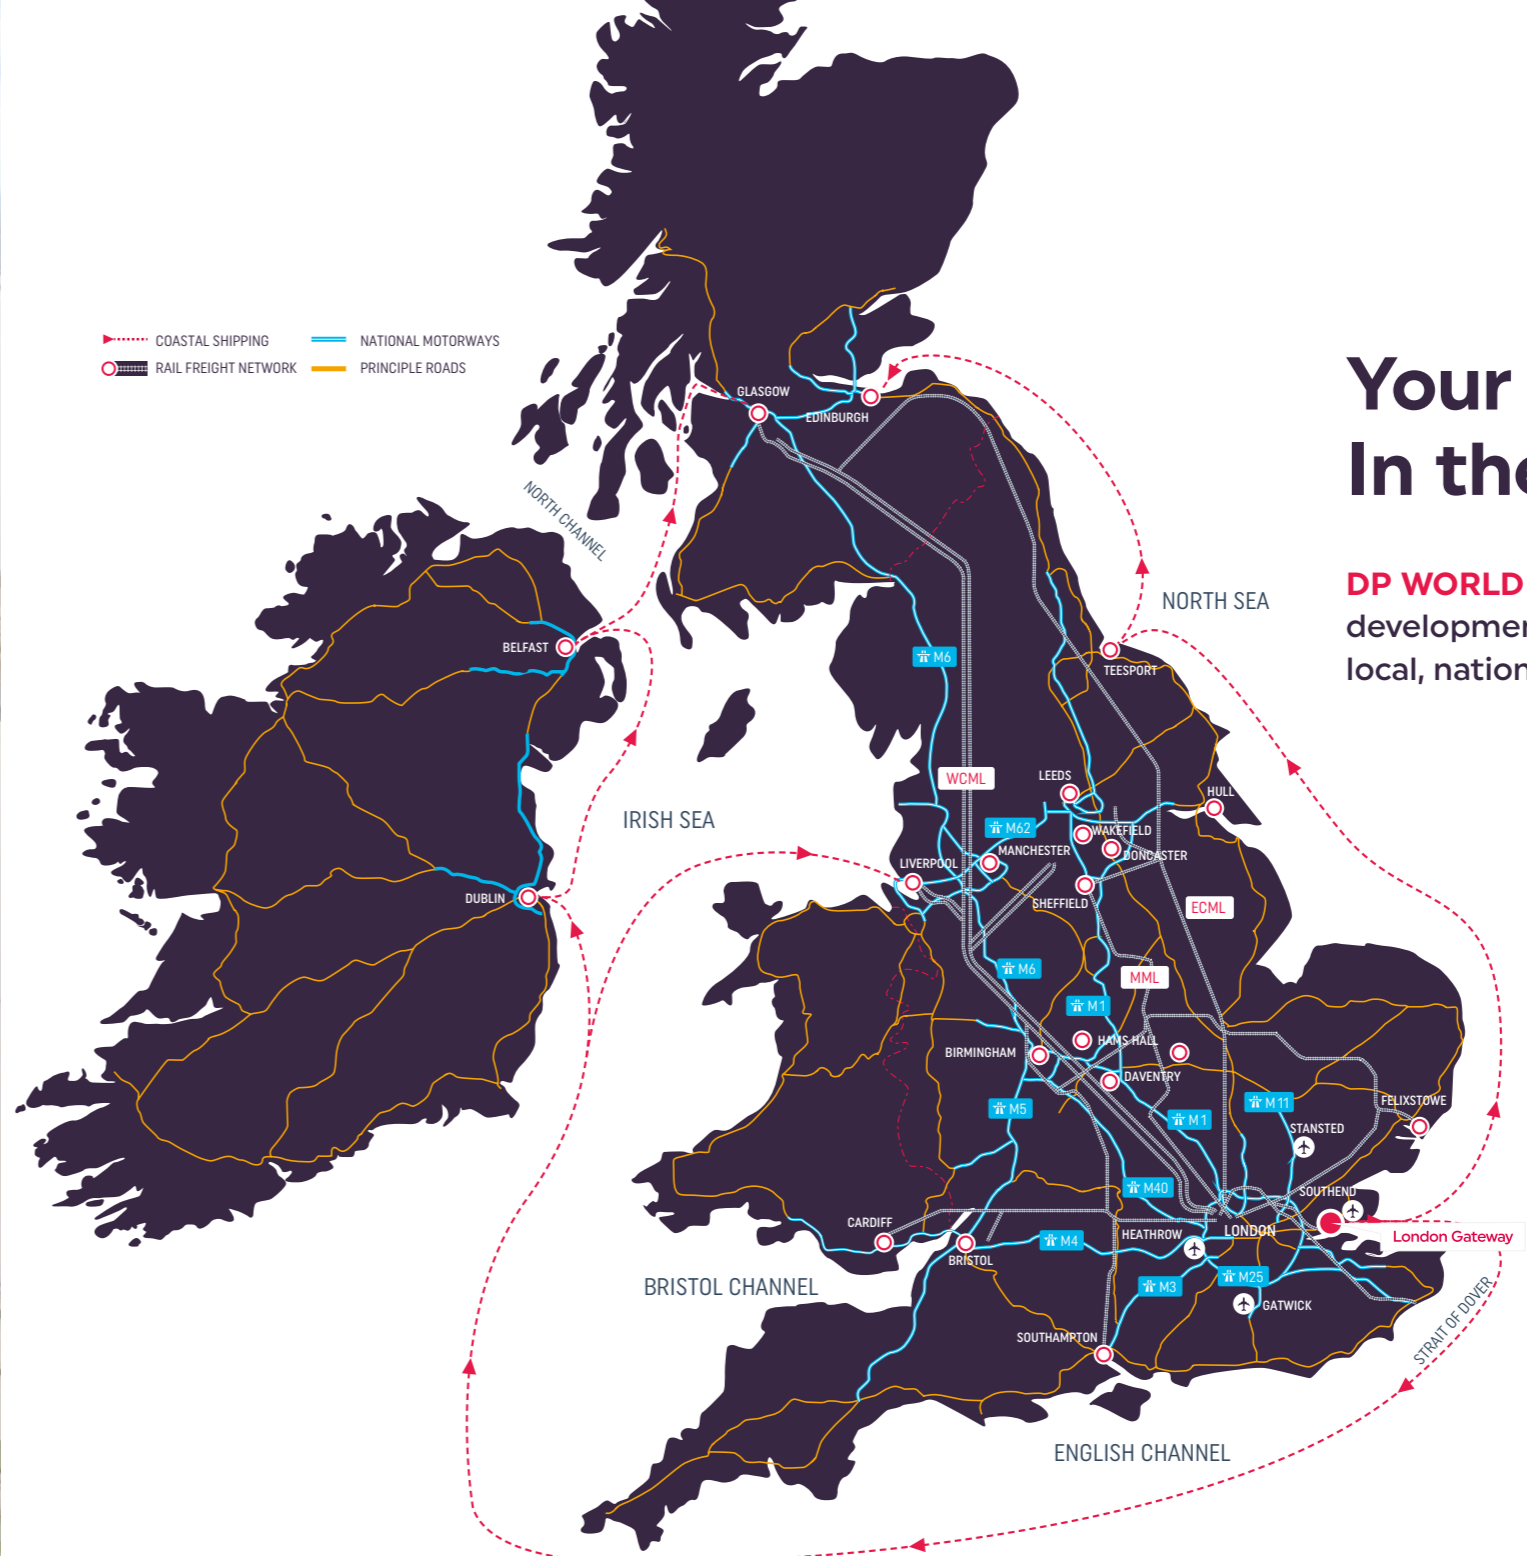 COASTAL SHIPPING
NATIONAL MOTORWAYS
RAIL FREIGHT NETWORK
PRINCIPLE ROADS
Your
In the
DP WORLD
local, nation
GLASGOW
EDINBURGH
NORTH CHANNEL
BELFAST
NORTH SEA
TEESPORT
M6
WCML
LEEDS
HULL
IRISH SEA
M62
WAKEFIELD
MANCHESTER
DONCASTER
LIVERPOOL
DUBLIN
SHEFFIELD
ECML
M6
MML
M1
HAMS HALL
BIRMINGHAM
DAVENTRY
M5
M1
M11
FELIXSTOWE
STANSTED
M40
SOUTHEND
CARDIFF
HEATHROW
LONDON
London Gateway
M4
BRISTOL
BRISTOL CHANNEL
M3
M25
GATWICK
STRAIT OF DOVER
SOUTHAMPTON
ENGLISH CHANNEL